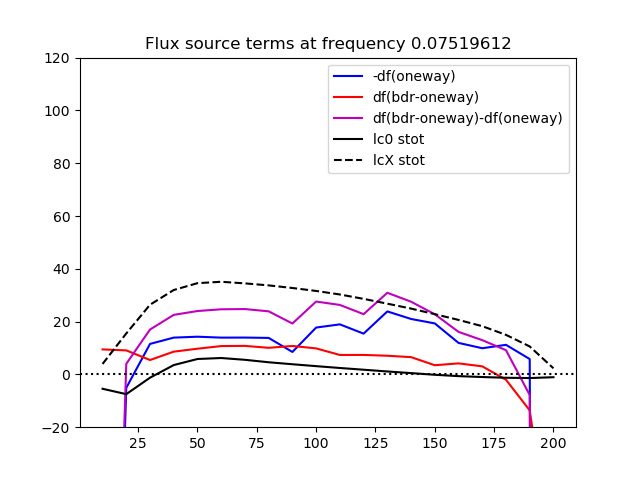 Flux source terms at frequency 0.07519612
120
100
80
60
40
20
0
−20
-df(oneway)
df(bdr-oneway)
df(bdr-oneway)-df(oneway)
lc0 stot
lcX stot
25 50 75 100 125 150 175 200